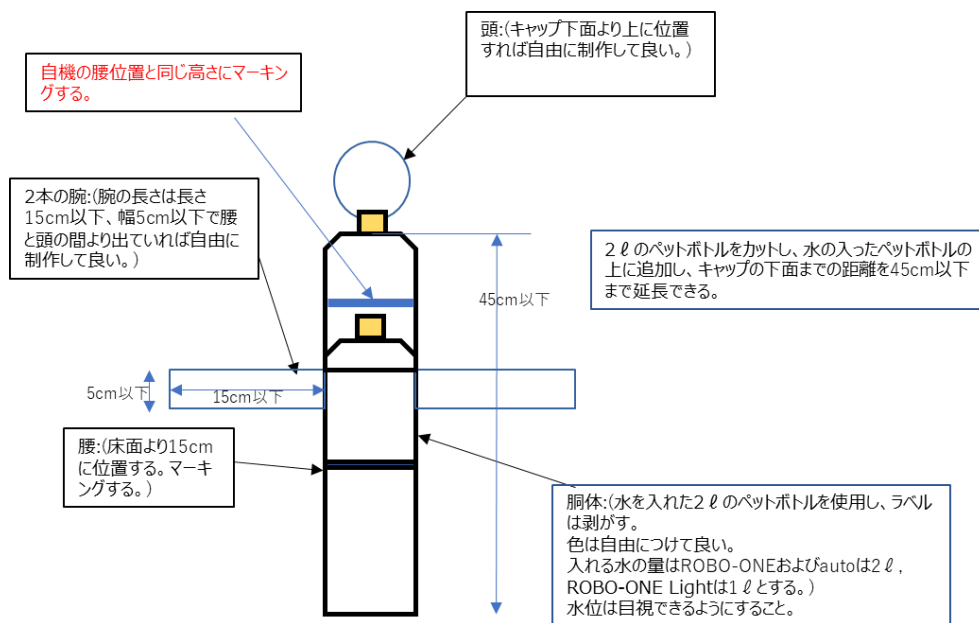 頭:(キャップ下面より上に位置
すれば自由に制作して良い。)
自機の腰位置と同じ高さにマーキン
グする。
2本の腕:(腕の長さは長さ
15cm以下、幅5cm以下で腰
と頭の間より出ていれば自由に
制作して良い。)
2ℓのペットボトルをカットし、水の入ったペットボトルの
上に追加し、キャップの下面までの距離を45cm以下
まで延長できる。
45cm以下
5cm以下
15cm以下
腰:(床面より15cm
に位置する。マーキ
ングする。)
胴体:(水を入れた2ℓのペットボトルを使用し、ラベル
は剥がす。
色は自由につけて良い。
入れる水の量はROBO-ONEおよびautoは2ℓ,
ROBO-ONE Lightは1ℓとする。)
水位は目視できるようにすること。